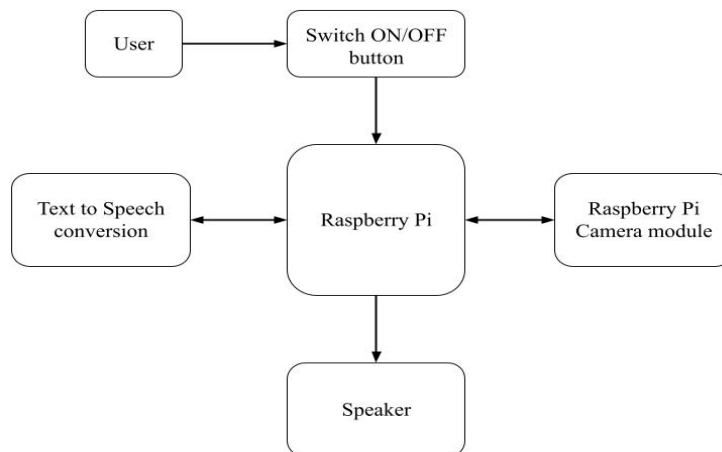 User
Switch ON/OFF
button
Text to Speech
conversion
Raspberry Pi
Raspberry Pi
Camera module
Speaker